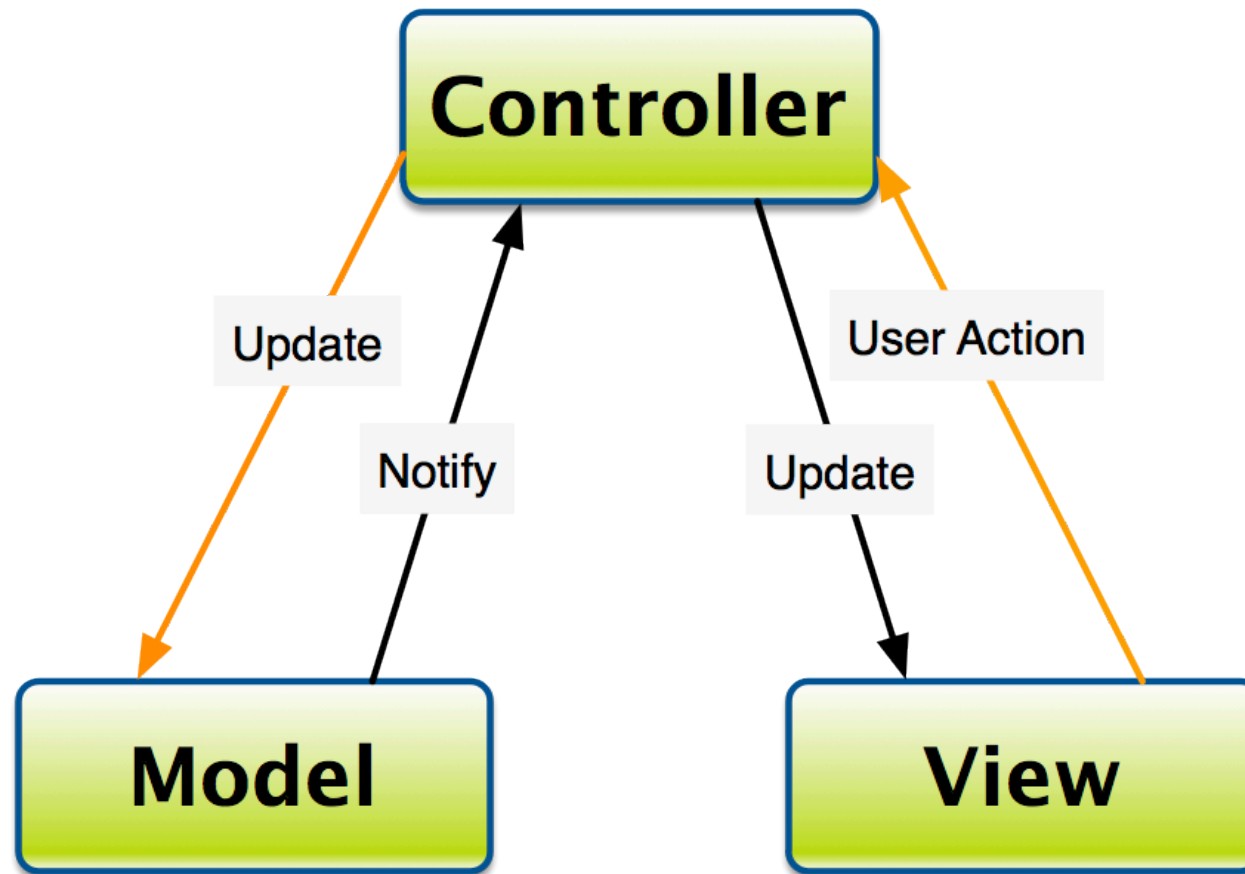 Controller
Update
User Action
Notify
Update
Model
View